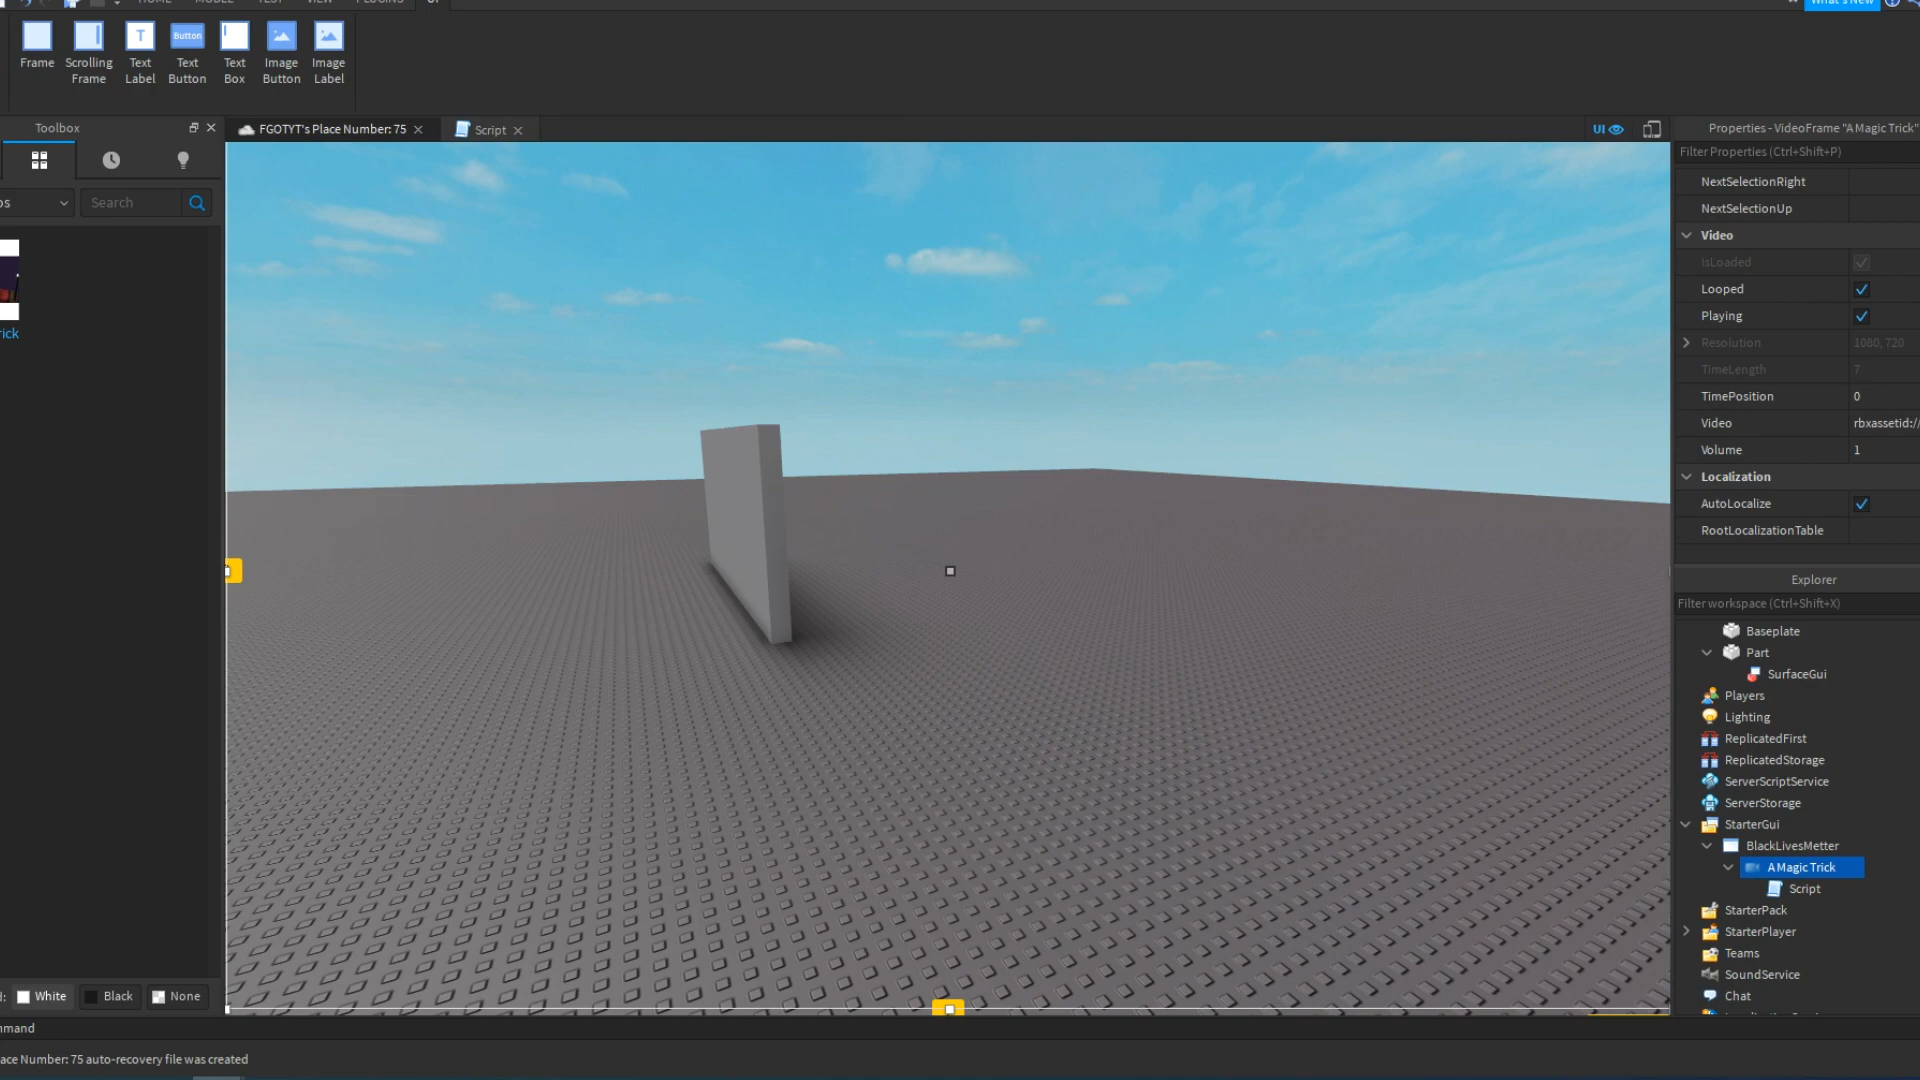 HOME MODEL TEST VIEW PLUGINS
What's New
Frame
Scrolling Frame
T
Text Label
Button
Text Button
Text Box
Image Button
Image Label
Toolbox
FGOTYT's Place Number: 75
Script
UI
Properties - VideoFrame "A Magic Trick"
Search
Filter Properties (Ctrl+Shift+P)
NextSelectionRight
NextSelectionUp
Video
IsLoaded
Looped
Playing
Resolution 1080, 720
TimeLength 7
TimePosition 0
Video rbxassetid://
Volume 1
Localization
AutoLocalize
RootLocalizationTable
Explorer
Filter workspace (Ctrl+Shift+X)
Baseplate
Part
SurfaceGui
Players
Lighting
ReplicatedFirst
ReplicatedStorage
ServerScriptService
ServerStorage
StarterGui
BlackLivesMetter
A Magic Trick
Script
StarterPack
StarterPlayer
Teams
SoundService
Chat
rick
White
Black
None
mmand
ace Number: 75 auto-recovery file was created